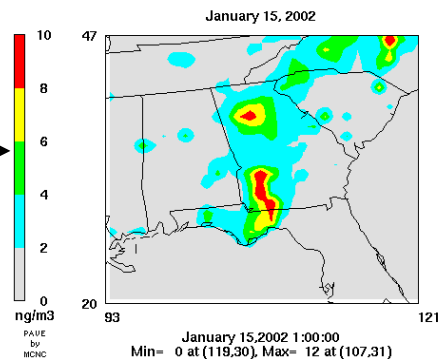 January 15, 2002
10
8
6
4
2
0
ng/m3
PAVE
by
MCNC
47
20
93
121
January 15,2002 1:00:00
Min= 0 at (119,30), Max= 12 at (107,31)